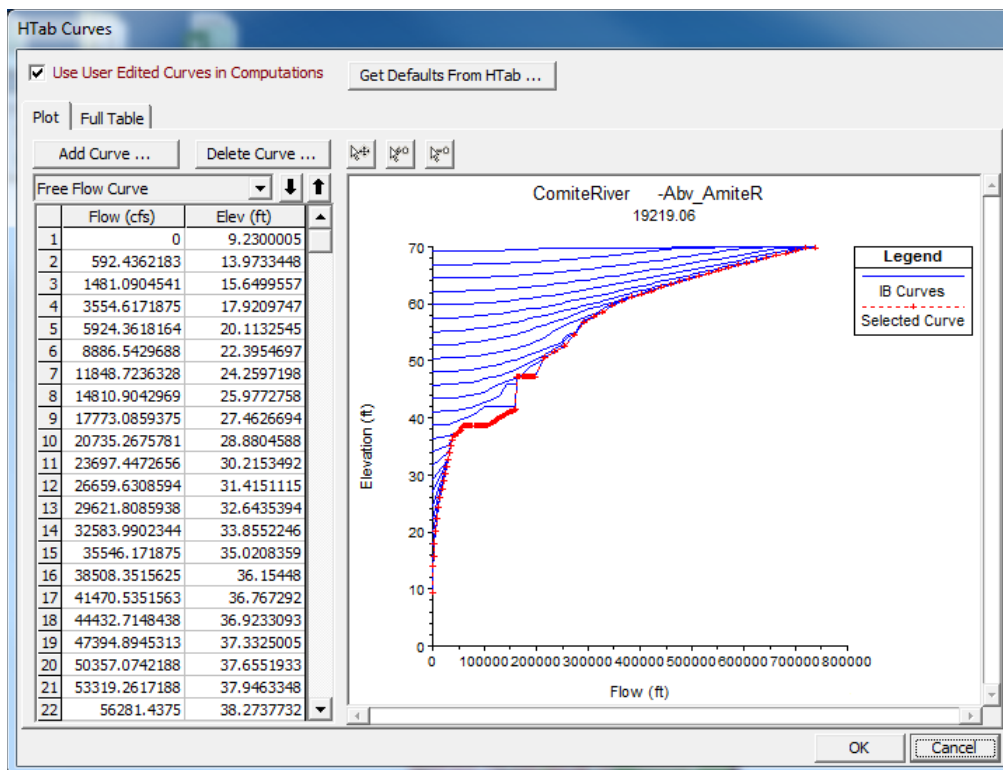 HTab Curves
Use User Edited Curves in Computations
Get Defaults From HTab ...
Plot
Full Table
Add Curve ...
Delete Curve ...
Free Flow Curve
Flow (cfs) Elev (ft)
1 0 9.2300005
2 592.4362183 13.9733448
3 1481.0904541 15.6499557
4 3554.6171875 17.9209747
5 5924.3618164 20.1132545
6 8886.5429688 22.3954697
7 11848.7236328 24.2597198
8 14810.9042969 25.9772758
9 17773.0859375 27.4626694
10 20735.2675781 28.8804588
11 23697.4472656 30.2153492
12 26659.6308594 31.4151115
13 29621.8085938 32.6435394
14 32583.9902344 33.8552246
15 35546.171875 35.0208359
16 38508.3515625 36.15448
17 41470.5351563 36.767292
18 44432.7148438 36.9233093
19 47394.8945313 37.3325005
20 50357.0742188 37.6551933
21 53319.2617188 37.9463348
22 56281.4375 38.2737732
ComiteRiver -Abv_AmiteR
19219.06
70
60
50
40
30
20
10
0
Elevation (ft)
0 100000 200000 300000 400000 500000 600000 700000 800000
Flow (ft)
Legend
IB Curves
Selected Curve
OK
Cancel